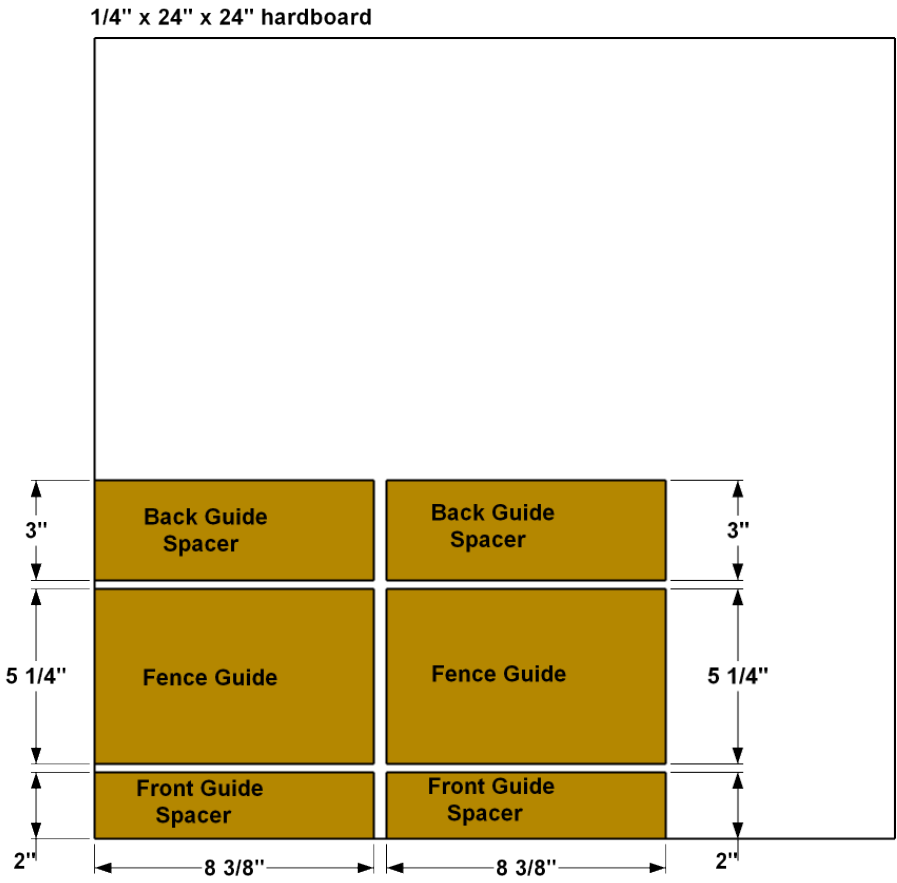 1/4" x 24" x 24" hardboard
Back Guide
Spacer
Back Guide
Spacer
3"
3"
Fence Guide
Fence Guide
5 1/4"
5 1/4"
Front Guide
Spacer
Front Guide
Spacer
2"
2"
8 3/8"
8 3/8"